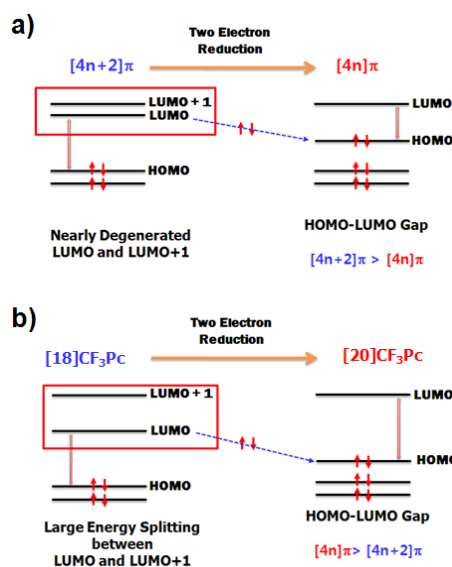 a)
Two Electron
Reduction
[4n+2]π
[4n]π
LUMO + 1
LUMO
HOMO
LUMO
HOMO
Nearly Degenerated
LUMO and LUMO+1
HOMO-LUMO Gap
[4n+2]π > [4n]π
b)
Two Electron
Reduction
[18]CF₃Pc
[20]CF₃Pc
LUMO + 1
LUMO
HOMO
LUMO
HOMO
Large Energy Splitting
between
LUMO and LUMO+1
HOMO-LUMO Gap
[4n]π> [4n+2]π